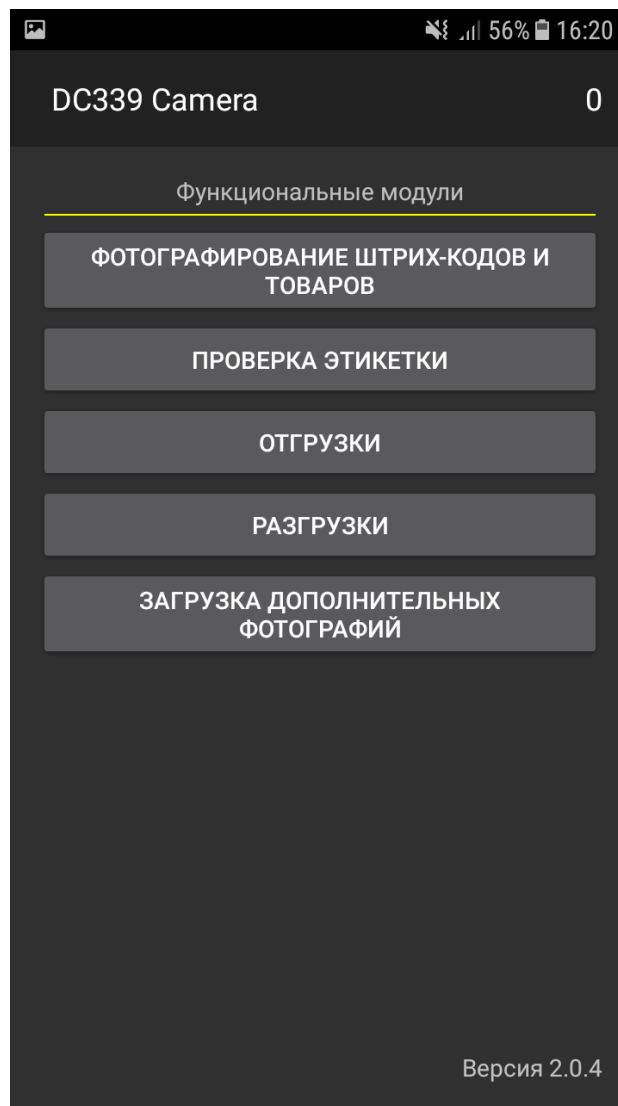 56% 16:20
DC339 Camera 0
Функциональные модули
ФОТОГРАФИРОВАНИЕ ШТРИХ-КОДОВ И
ТОВАРОВ
ПРОВЕРКА ЭТИКЕТКИ
ОТГРУЗКИ
РАЗГРУЗКИ
ЗАГРУЗКА ДОПОЛНИТЕЛЬНЫХ
ФОТОГРАФИЙ
Версия 2.0.4